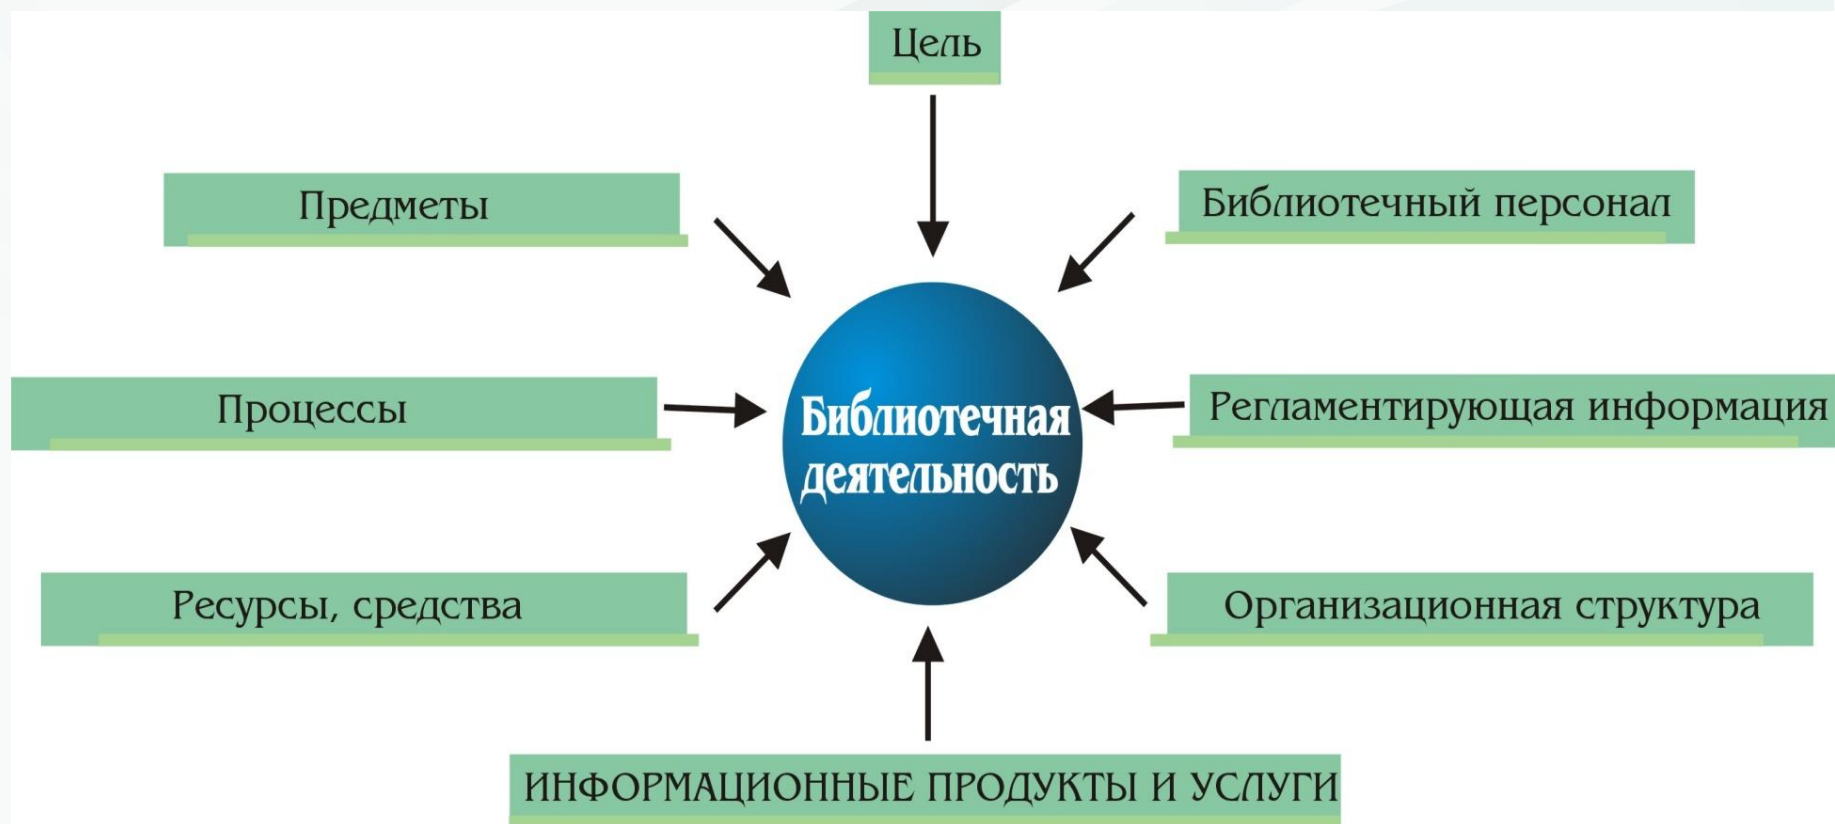 Цель
Предметы
Библиотечный персонал
Процессы
Библиотечная
деятельность
Регламентирующая информация
Ресурсы, средства
Организационная структура
ИНФОРМАЦИОННЫЕ ПРОДУКТЫ И УСЛУГИ